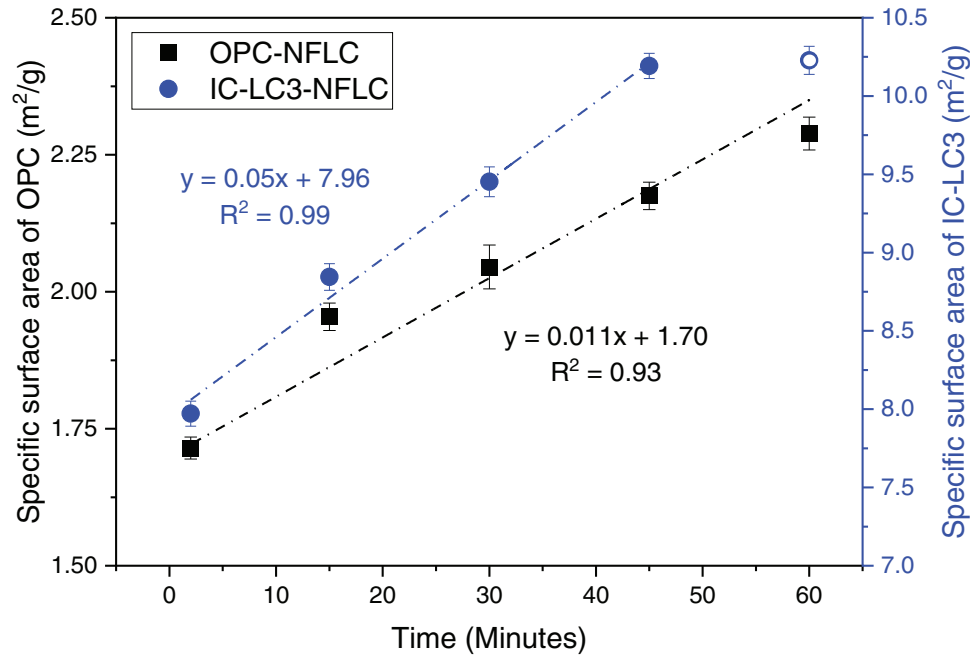 OPC-NFLC
IC-LC3-NFLC
y = 0.05x + 7.96
R² = 0.99
y = 0.011x + 1.70
R² = 0.93
Specific surface area of OPC (m²/g)
2.50
2.25
2.00
1.75
1.50
Specific surface area of IC-LC3 (m²/g)
10.5
10.0
9.5
9.0
8.5
8.0
7.5
7.0
0 10 20 30 40 50 60
Time (Minutes)